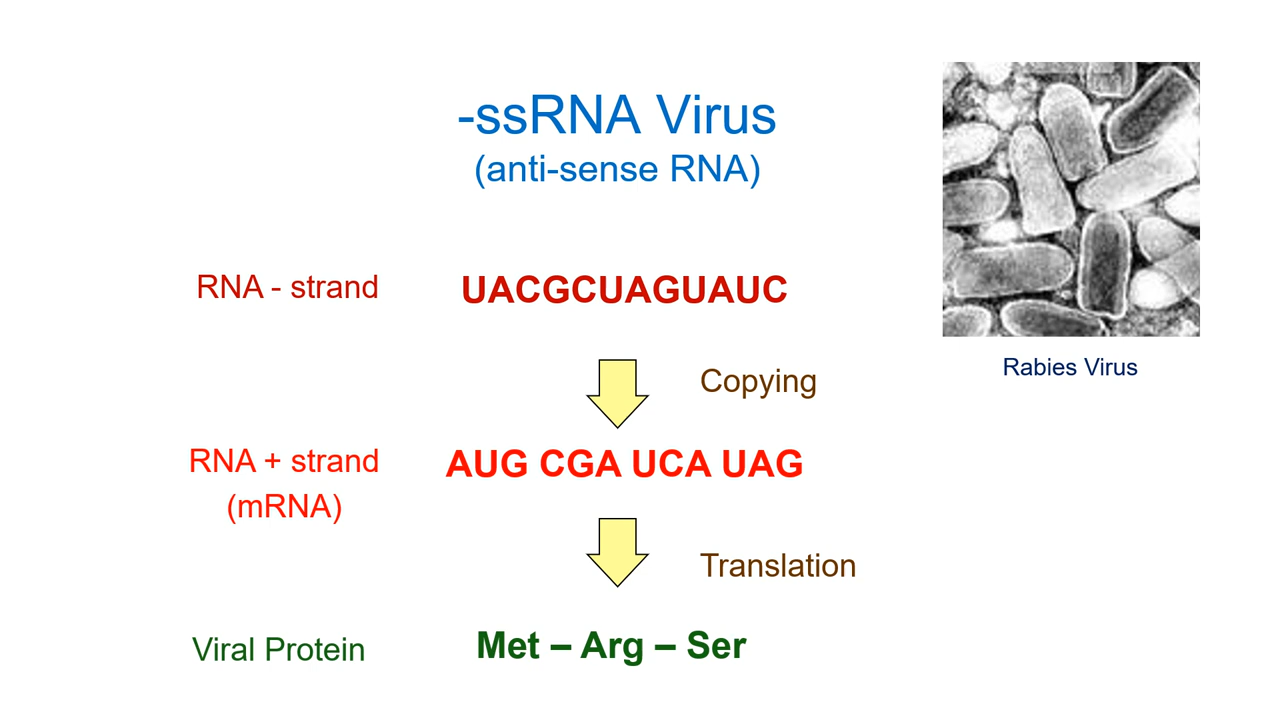 -ssRNA Virus
(anti-sense RNA)
RNA - strand
UACGCUAGUAUC
Copying
RNA + strand
(mRNA)
AUG CGA UCA UAG
Translation
Viral Protein
Met – Arg – Ser
Rabies Virus